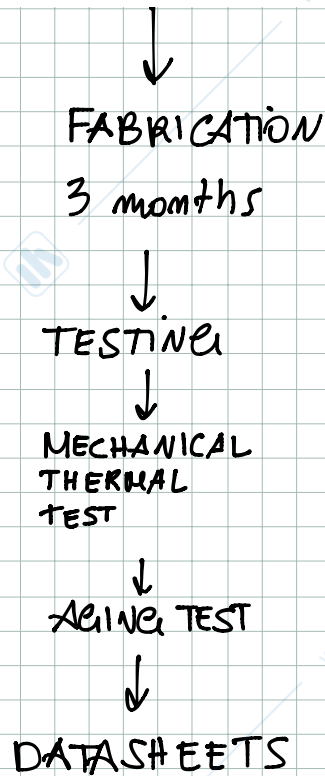 FABRICATION
3 months
TESTING
MECHANICAL
THERMAL
TEST
AGING TEST
DATASHEETS